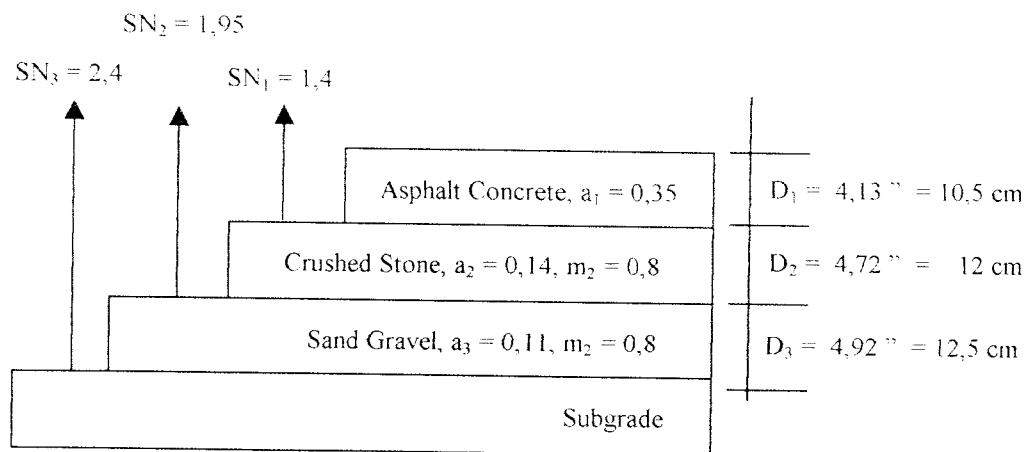 SN₂ = 1,95
SN₃ = 2,4
SN₁ = 1,4
Asphalt Concrete, a₁ = 0,35
D₁ = 4,13 " = 10,5 cm
Crushed Stone, a₂ = 0,14, m₂ = 0,8
D₂ = 4,72 " = 12 cm
Sand Gravel, a₃ = 0,11, m₂ = 0,8
D₃ = 4,92 " = 12,5 cm
Subgrade